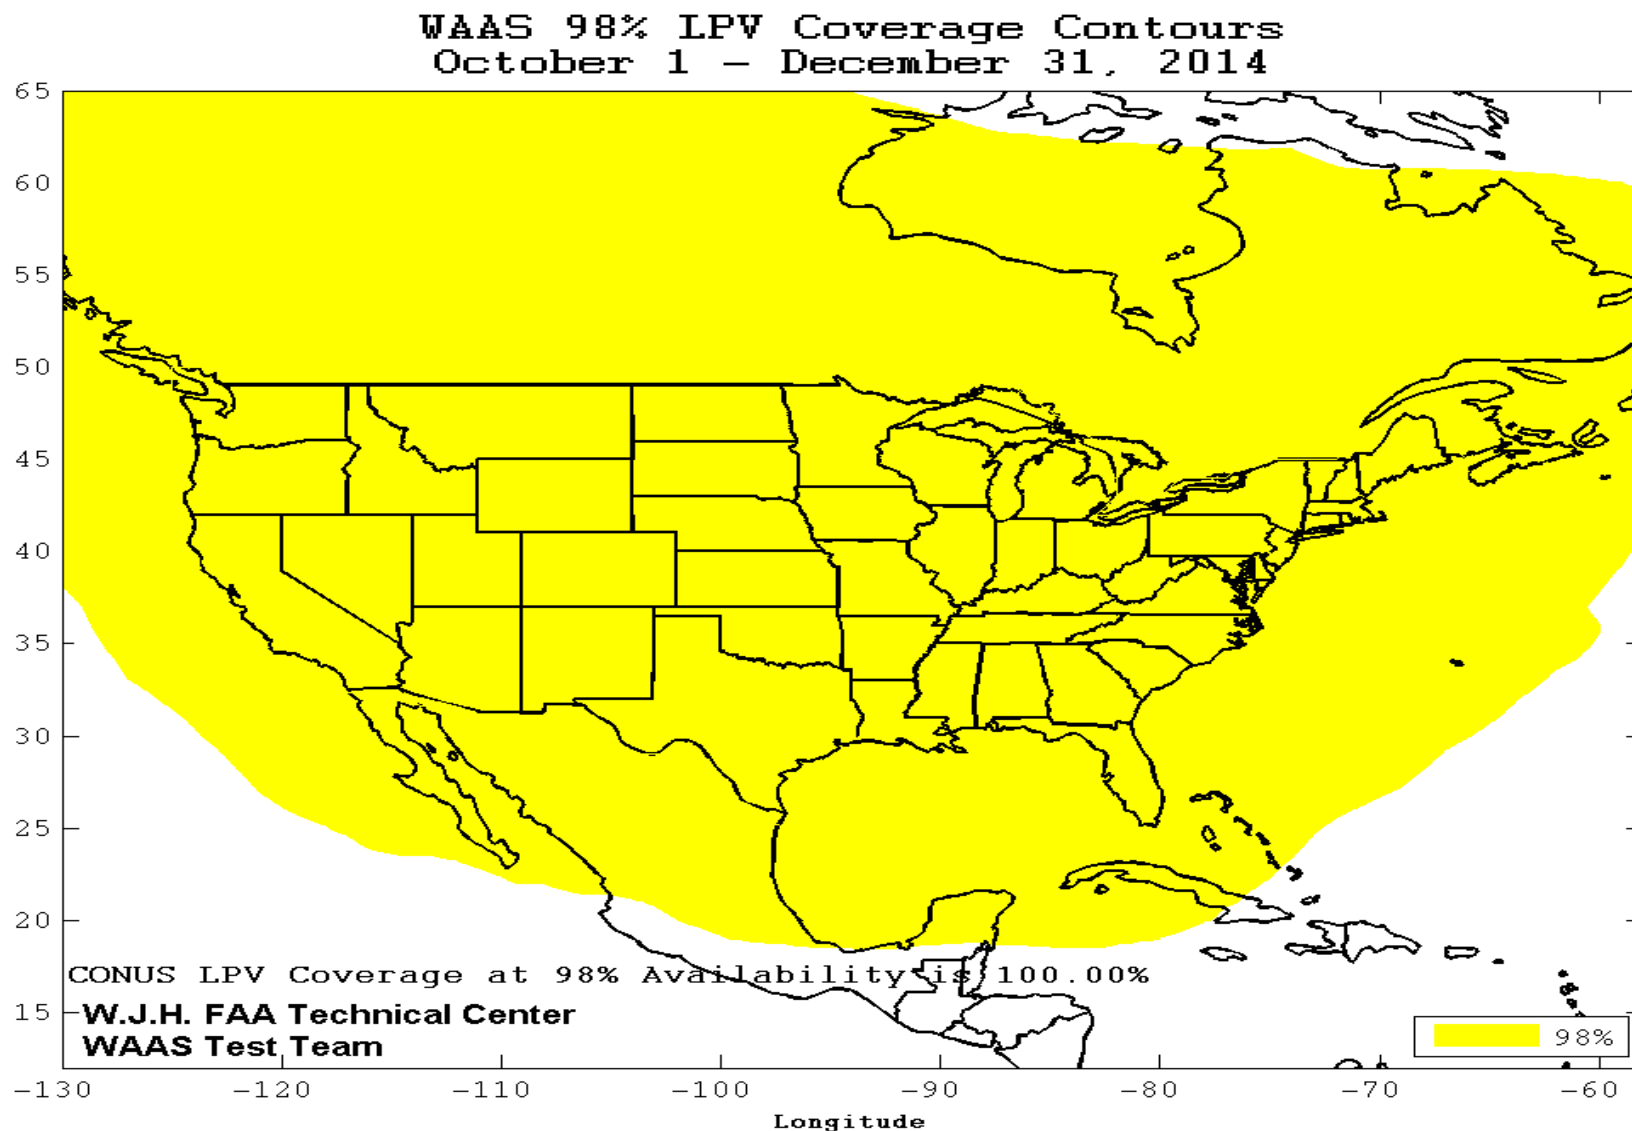 WAAS 98% LPV Coverage Contours
October 1 – December 31, 2014
65
60
55
50
45
40
35
30
25
20
15
CONUS LPV Coverage at 98% Availability is 100.00%
W.J.H. FAA Technical Center
WAAS Test Team
98%
−130 −120 −110 −100 −90 −80 −70 −60
Longitude